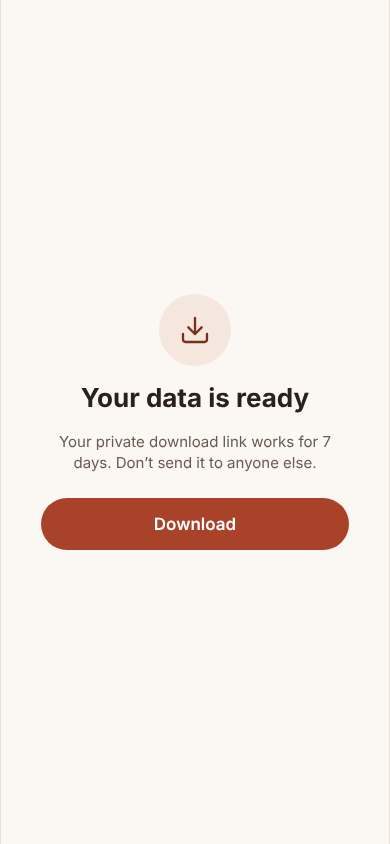 Your data is ready
Your private download link works for 7
days. Don’t send it to anyone else.
Download